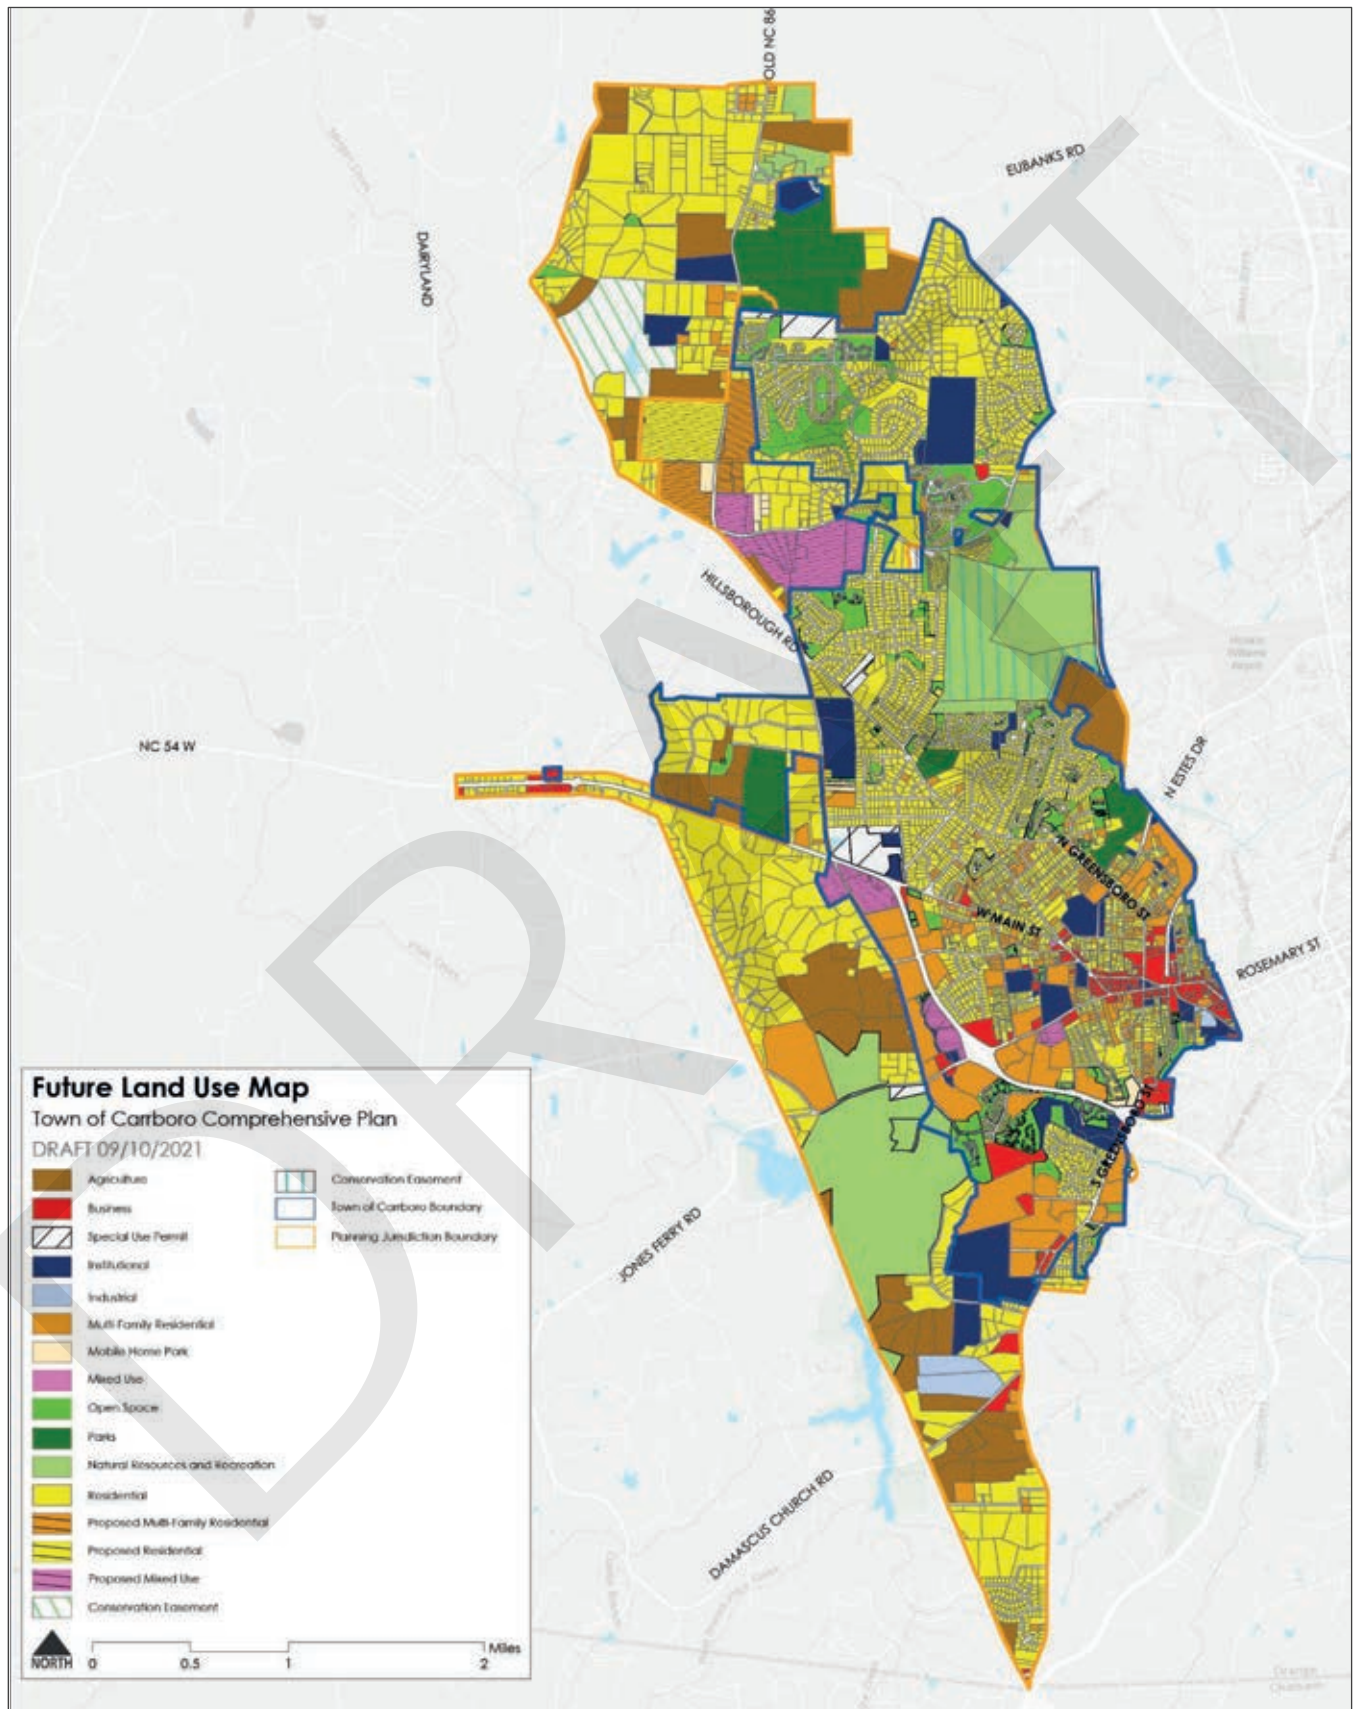 OLD NC 86
EUBANKS RD
DAIRYLAND
HILLSBOROUGH RD
NC 54 W
N ESTES DR
N GREENSBORO ST
W MAIN ST
ROSEMARY ST
S GREENSBORO ST
JONES FERRY RD
DAMASCUS CHURCH RD
DRAFT
Future Land Use Map
Town of Carrboro Comprehensive Plan
DRAFT 09/10/2021
Agriculture
Business
Special Use Permit
Institutional
Industrial
Multi-Family Residential
Mobile Home Park
Mixed Use
Open Space
Parks
Natural Resources and Recreation
Residential
Proposed Multi-Family Residential
Proposed Residential
Proposed Mixed Use
Conservation Easement
Conservation Easement
Town of Carrboro Boundary
Planning Jurisdiction Boundary
NORTH
0 0.5 1 2 Miles